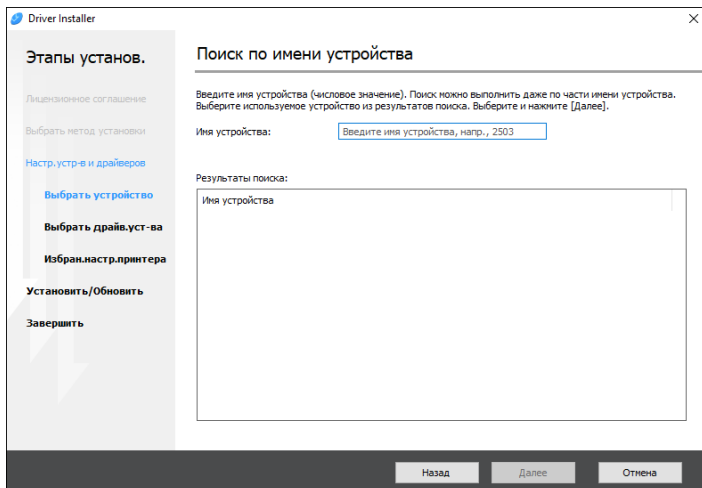 Driver Installer
Этапы установ.
Лицензионное соглашение
Выбрать метод установки
Настр.устр-в и драйверов
Выбрать устройство
Выбрать драйв.уст-ва
Избран.настр.принтера
Установить/Обновить
Завершить
Поиск по имени устройства
Введите имя устройства (числовое значение). Поиск можно выполнить даже по части имени устройства.
Выберите используемое устройство из результатов поиска. Выберите и нажмите [Далее].
Имя устройства:
Введите имя устройства, напр., 2503
Результаты поиска:
Имя устройства
Назад
Далее
Отмена